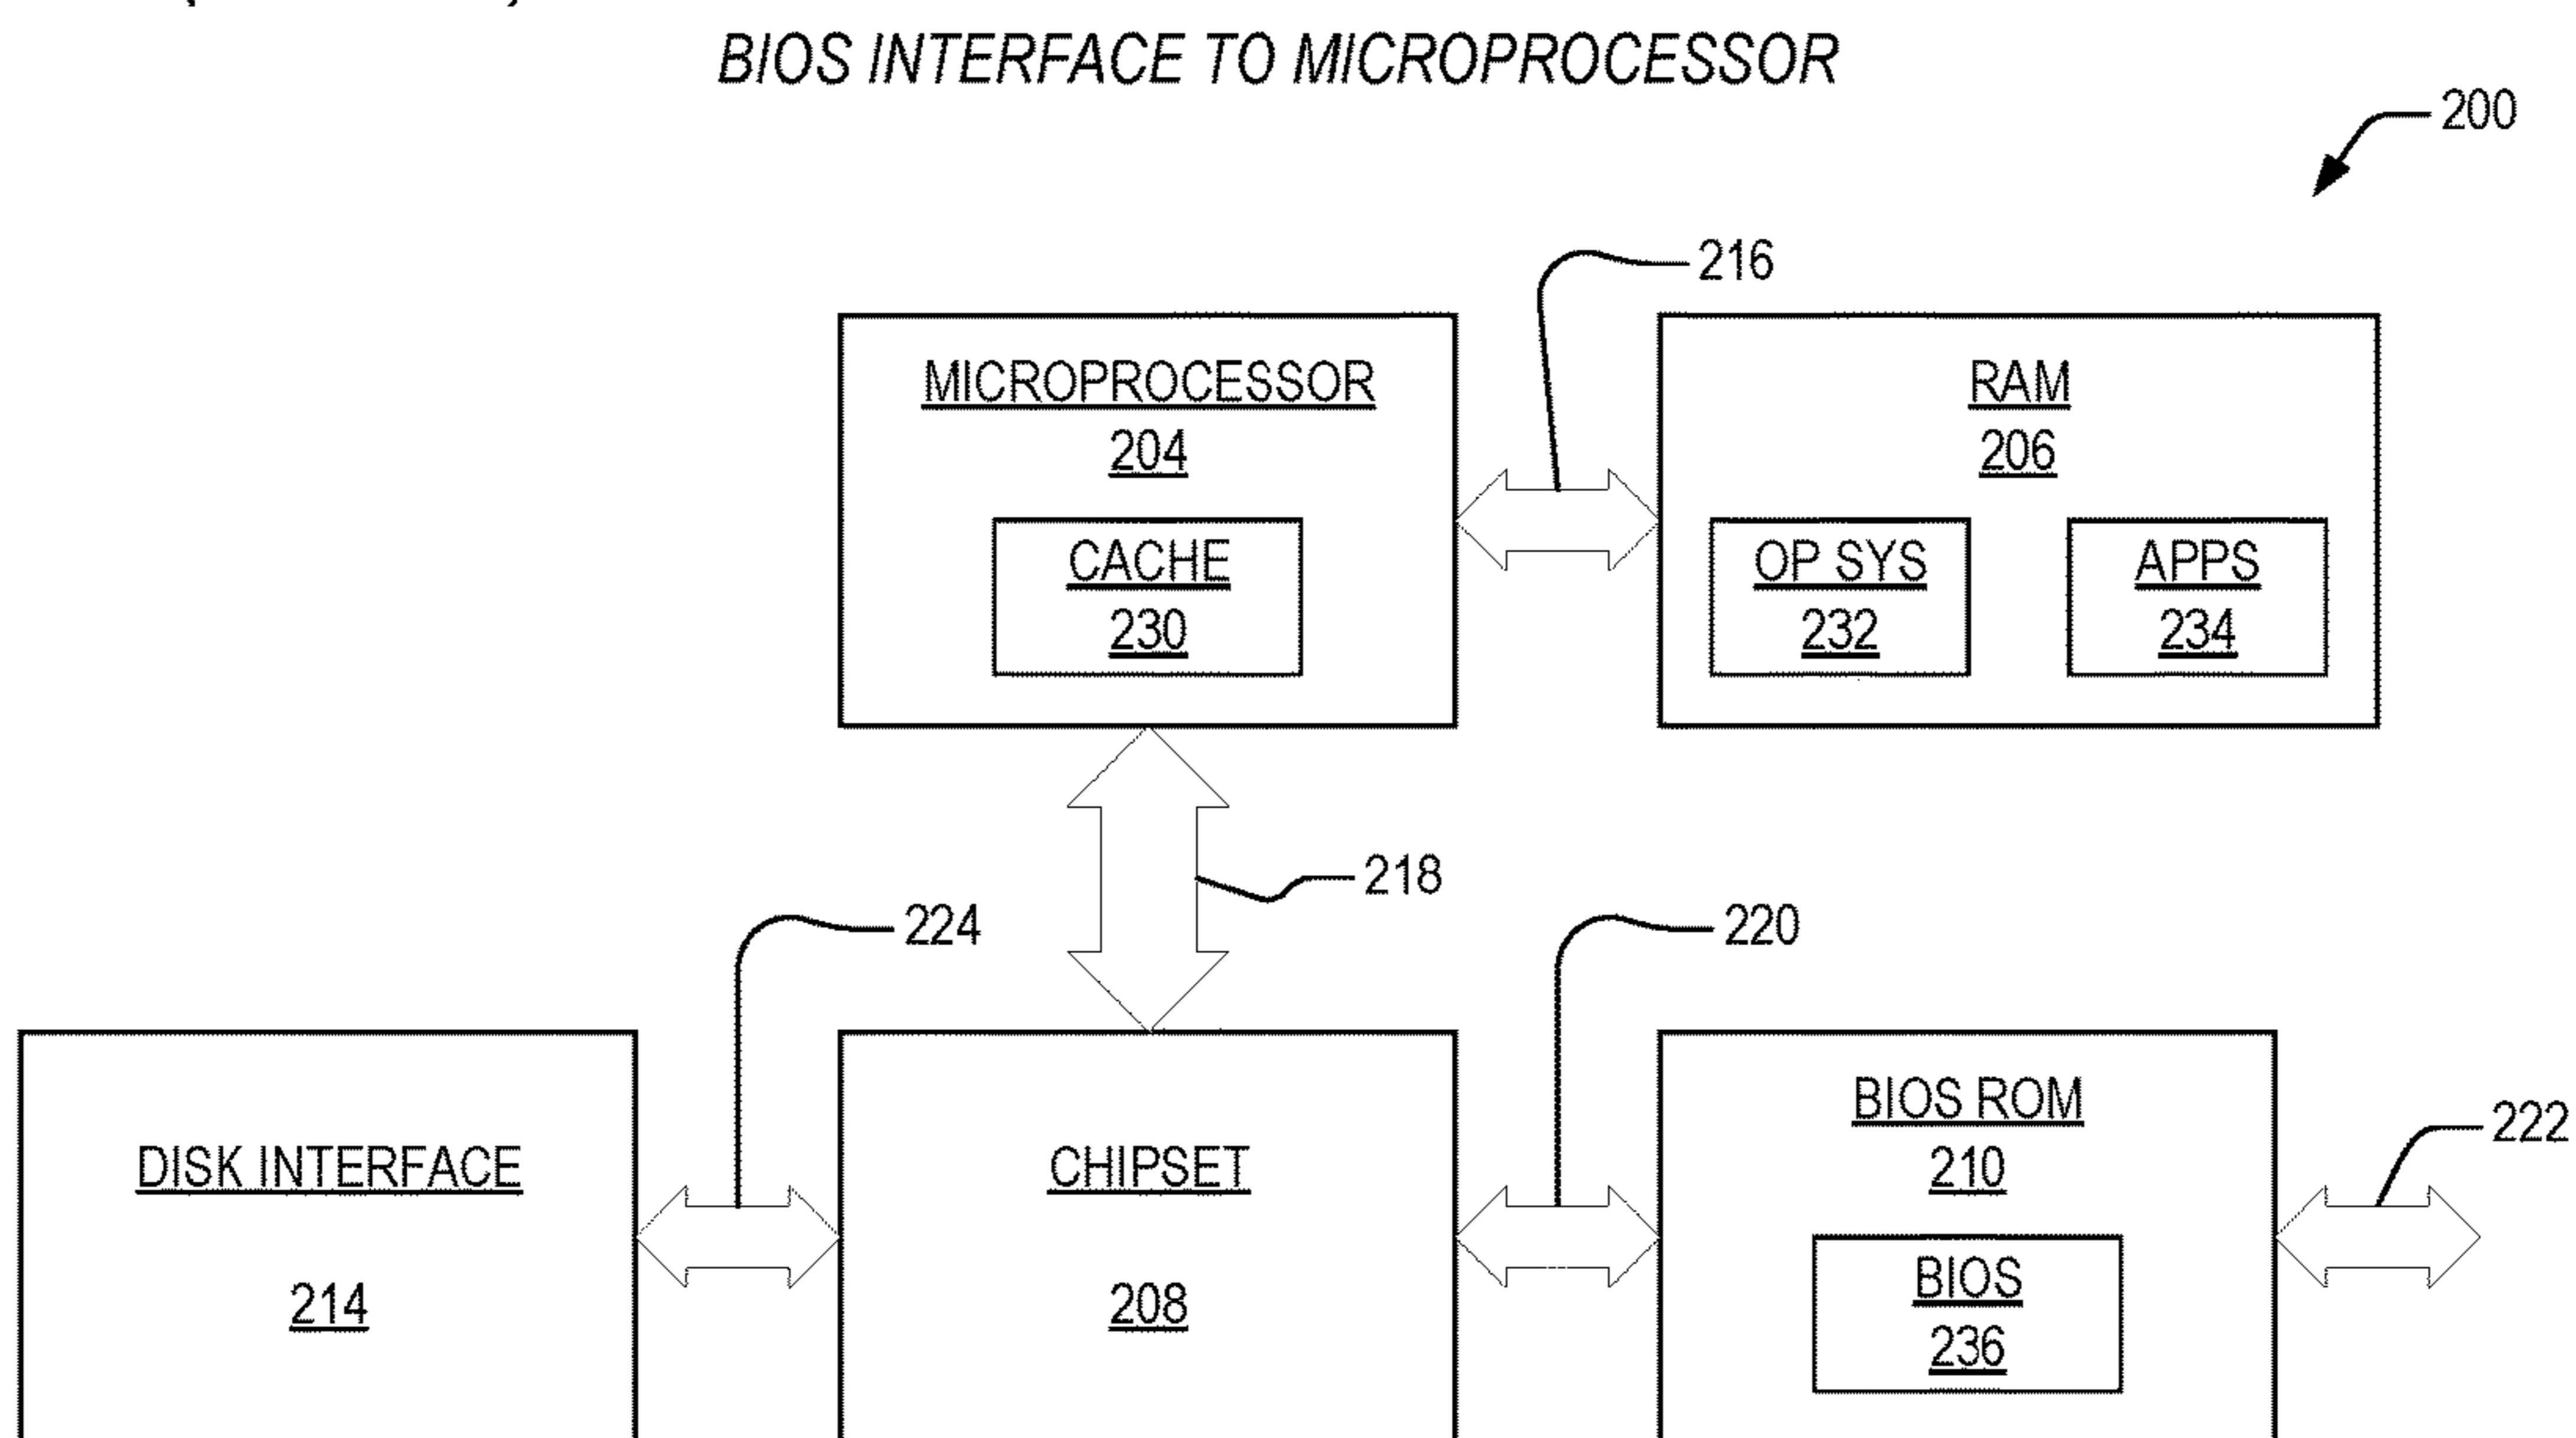 BIOS INTERFACE TO MICROPROCESSOR
200
216
MICROPROCESSOR
204
CACHE
230
RAM
206
OP SYS
232
APPS
234
218
224
220
DISK INTERFACE
214
CHIPSET
208
BIOS ROM
210
BIOS
236
222